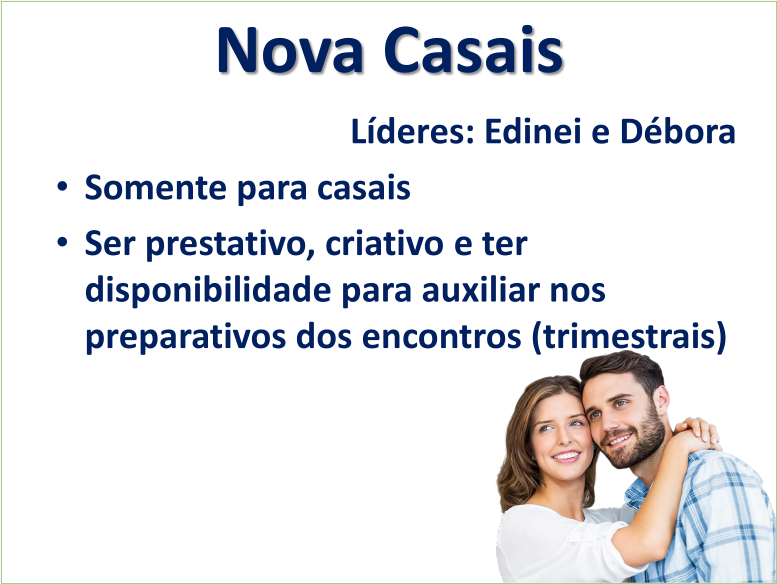 Nova Casais
Líderes: Edinei e Débora
• Somente para casais
• Ser prestativo, criativo e ter
disponibilidade para auxiliar nos
preparativos dos encontros (trimestrais)